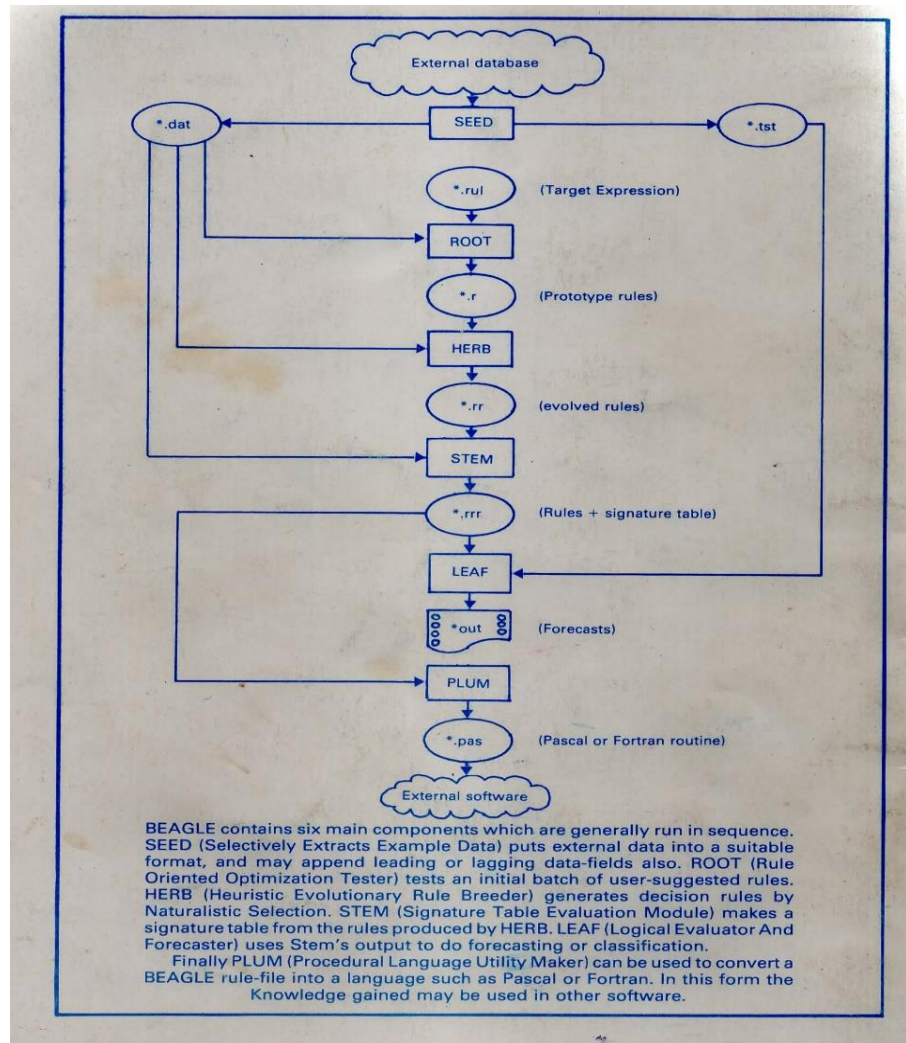 External database
*.dat
SEED
*.tst
*.rul (Target Expression)
ROOT
*.r (Prototype rules)
HERB
*.rr (evolved rules)
STEM
*.rrr (Rules + signature table)
LEAF
*out (Forecasts)
PLUM
*.pas (Pascal or Fortran routine)
External software
BEAGLE contains six main components which are generally run in sequence.
SEED (Selectively Extracts Example Data) puts external data into a suitable
format, and may append leading or lagging data-fields also. ROOT (Rule
Oriented Optimization Tester) tests an initial batch of user-suggested rules.
HERB (Heuristic Evolutionary Rule Breeder) generates decision rules by
Naturalistic Selection. STEM (Signature Table Evaluation Module) makes a
signature table from the rules produced by HERB. LEAF (Logical Evaluator And
Forecaster) uses Stem's output to do forecasting or classification.
Finally PLUM (Procedural Language Utility Maker) can be used to convert a
BEAGLE rule-file into a language such as Pascal or Fortran. In this form the
Knowledge gained may be used in other software.